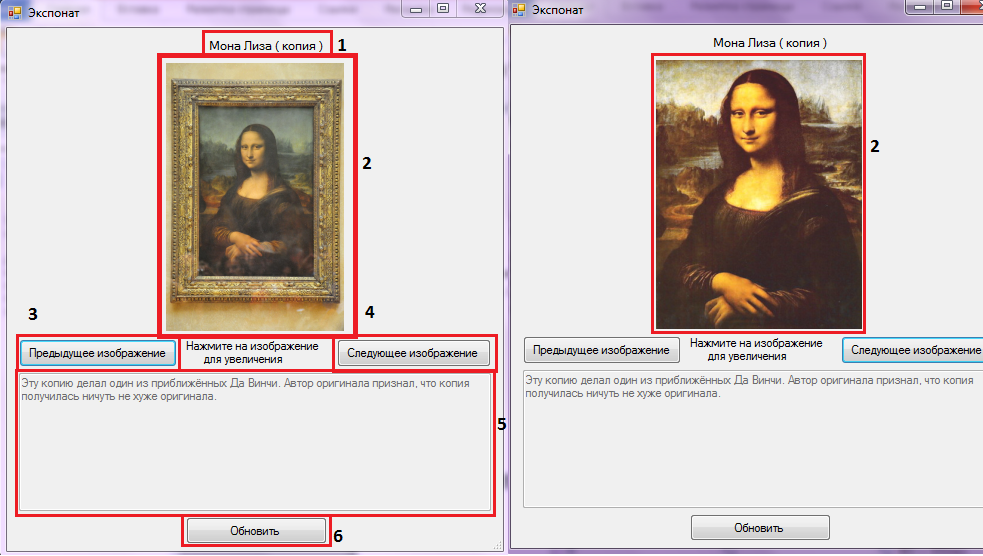 Экспонат
Мона Лиза ( копия )
1
2
3
4
Предыдущее изображение
Нажмите на изображение
для увеличения
Следующее изображение
Эту копию делал один из приближённых Да Винчи. Автор оригинала признал, что копия
получилась ничуть не хуже оригинала.
5
Обновить
6
Экспонат
Мона Лиза ( копия )
2
Предыдущее изображение
Нажмите на изображение
для увеличения
Следующее изображение
Эту копию делал один из приближённых Да Винчи. Автор оригинала признал, что копия
получилась ничуть не хуже оригинала.
Обновить